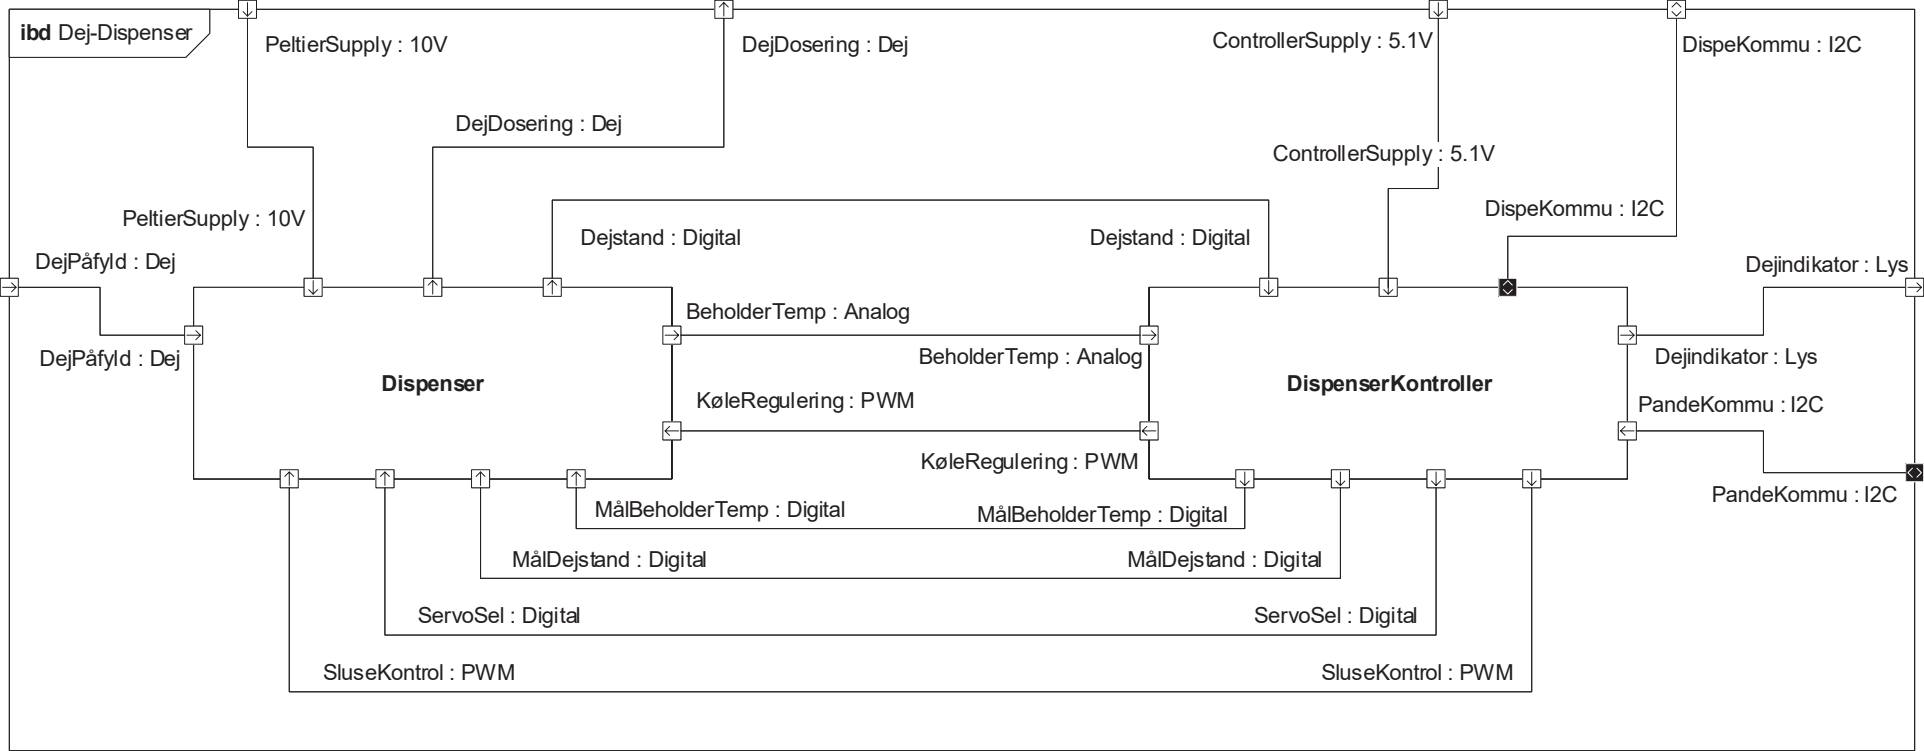 ibd Dej-Dispenser
PeltierSupply : 10V
DejDosering : Dej
ControllerSupply : 5.1V
DispeKommu : I2C
DejDosering : Dej
ControllerSupply : 5.1V
PeltierSupply : 10V
DispeKommu : I2C
Dejstand : Digital
Dejstand : Digital
DejPåfyld : Dej
Dejindikator : Lys
BeholderTemp : Analog
DejPåfyld : Dej
BeholderTemp : Analog
Dejindikator : Lys
Dispenser
DispenserKontroller
KøleRegulering : PWM
PandeKommu : I2C
KøleRegulering : PWM
PandeKommu : I2C
MålBeholderTemp : Digital
MålBeholderTemp : Digital
MålDejstand : Digital
MålDejstand : Digital
ServoSel : Digital
ServoSel : Digital
SluseKontrol : PWM
SluseKontrol : PWM